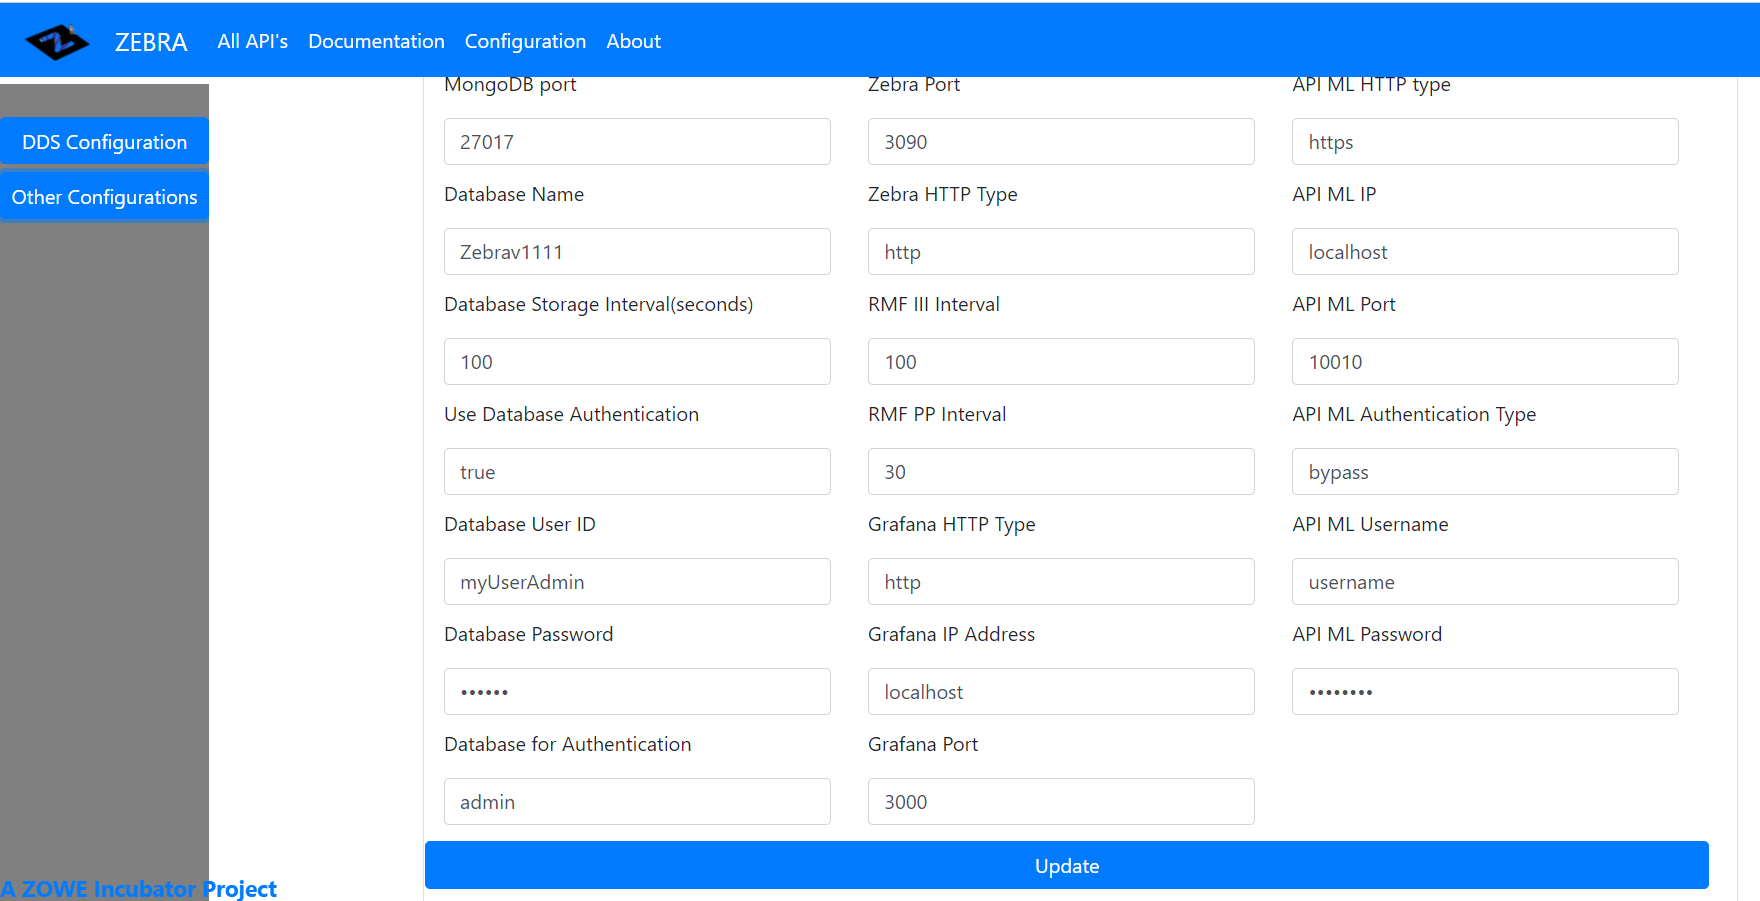 ZEBRA All API's Documentation Configuration About
DDS Configuration
Other Configurations
MongoDB port Zebra Port API ML HTTP type
27017 3090 https
Database Name Zebra HTTP Type API ML IP
Zebrav1111 http localhost
Database Storage Interval(seconds) RMF III Interval API ML Port
100 100 10010
Use Database Authentication RMF PP Interval API ML Authentication Type
true 30 bypass
Database User ID Grafana HTTP Type API ML Username
myUserAdmin http username
Database Password Grafana IP Address API ML Password
•••••• localhost ••••••••
Database for Authentication Grafana Port
admin 3000
Update
A ZOWE Incubator Project